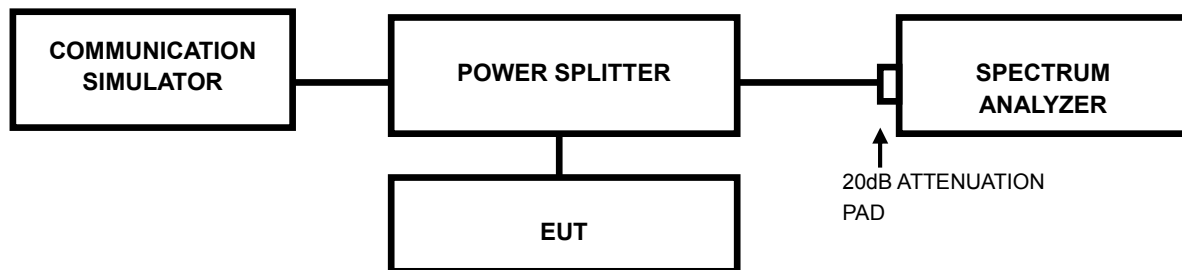 COMMUNICATION
SIMULATOR
POWER SPLITTER
SPECTRUM
ANALYZER
20dB ATTENUATION
PAD
EUT